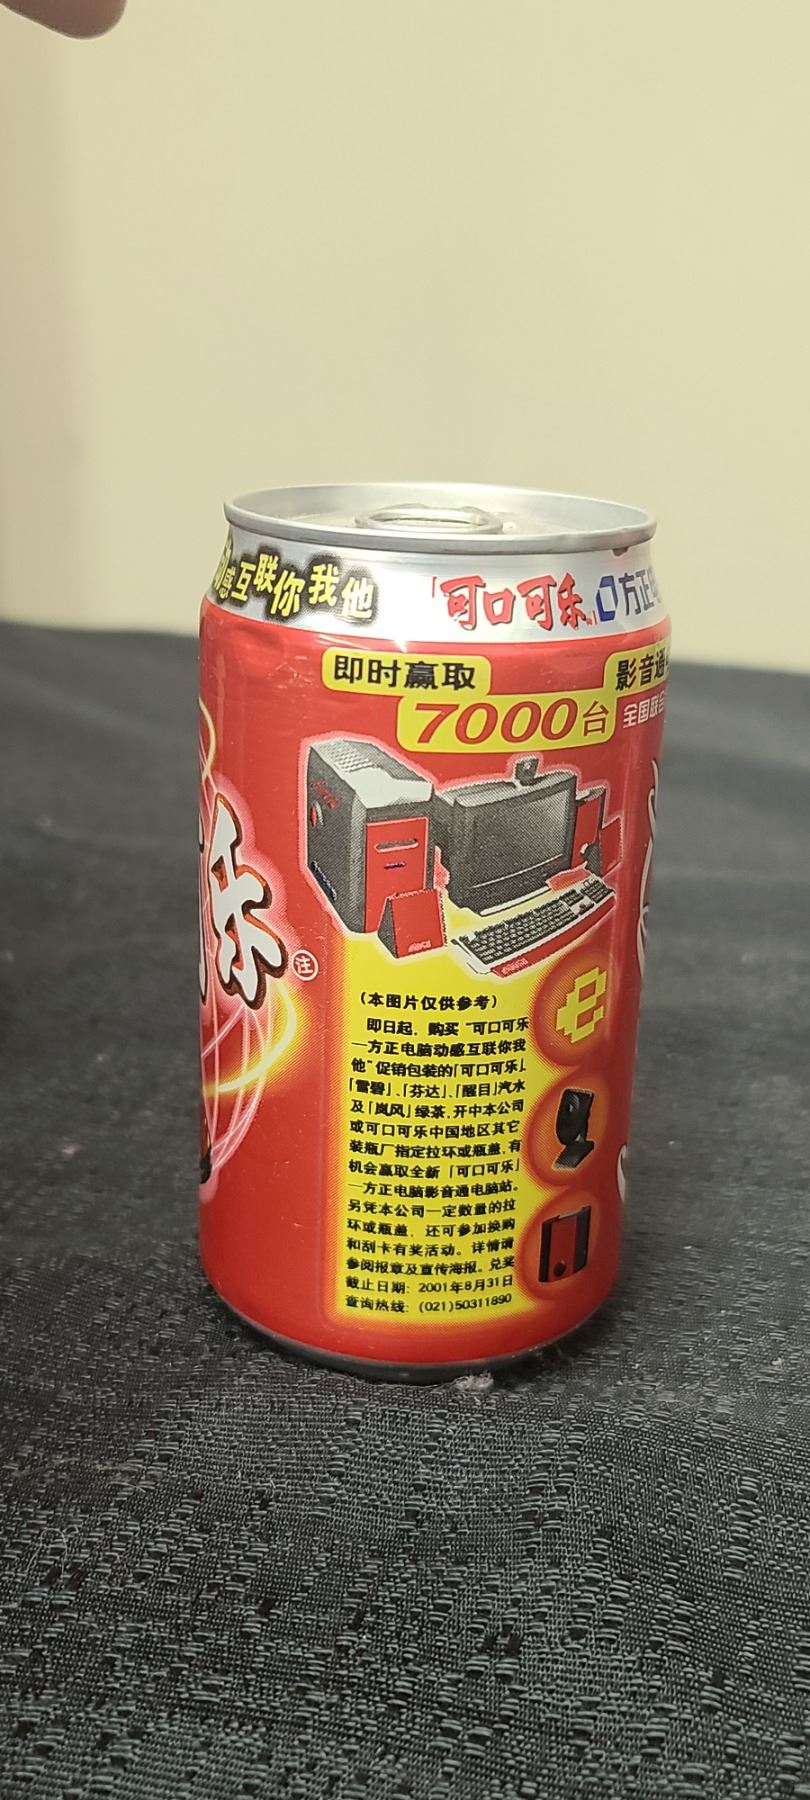 动感互联你我他
「可口可乐」 方正电
即时赢取
7000台
影音通
全国联合
乐 注
(本图片仅供参考)
即日起, 购买“可口可乐
—方正电脑动感互联你我
他”促销包装的「可口可乐」、
「雪碧」、「芬达」、「醒目」汽水
及「岚风」绿茶,开中本公司
或可口可乐中国地区其它
装瓶厂指定拉环或瓶盖,有
机会赢取全新「可口可乐」
—方正电脑影音通电脑一台。
另凭本公司一定数量的拉
环或瓶盖, 还可参加换购
和刮卡有奖活动。详情请
参阅报章及宣传海报。兑奖
截止日期: 2001年8月31日
查询热线: (021)50311890
e